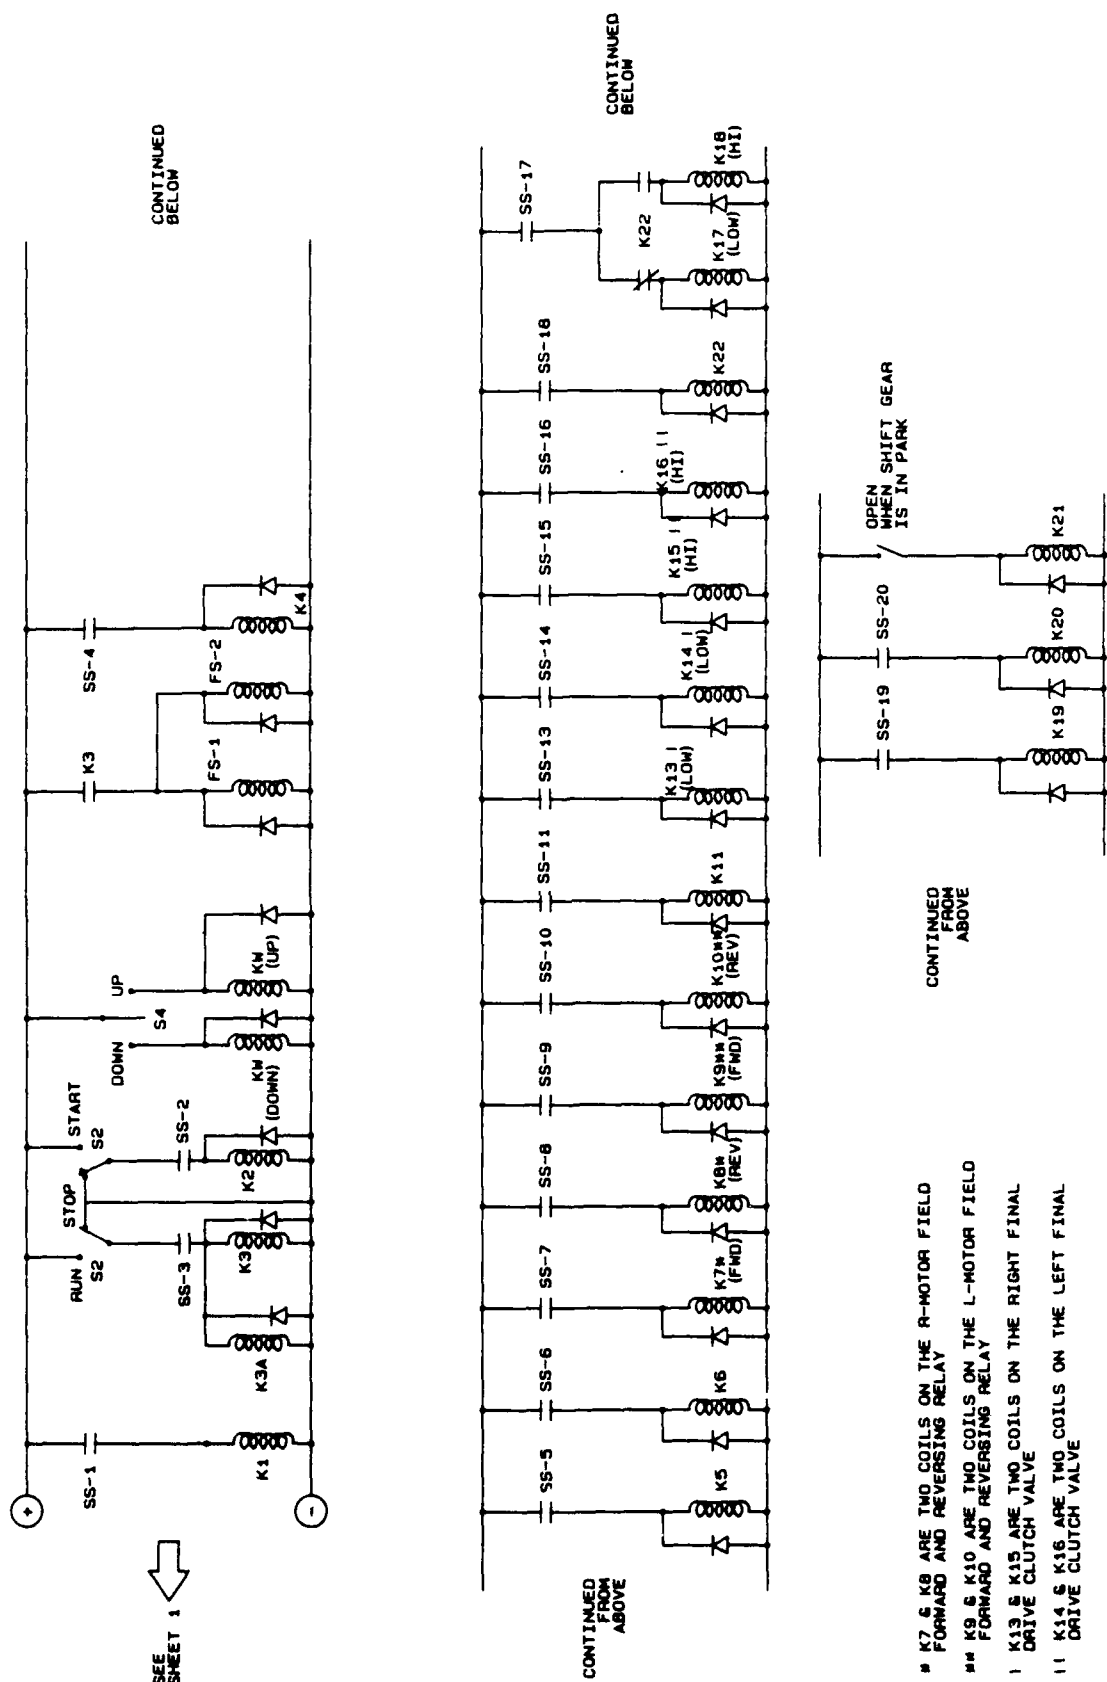 SEE
SHEET 1
+
-
SS-1
K1
K3A
RUN
S2
STOP
START
S2
SS-3
K3
SS-2
K2
DOWN
UP
S4
KW
(DOWN)
KW
(UP)
K3
FS-1
FS-2
SS-4
K4
CONTINUED
BELOW
CONTINUED
FROM
ABOVE
SS-5
K5
SS-6
K6
SS-7
K7*
(FWD)
SS-8
K8*
(REV)
SS-9
K9**
(FWD)
SS-10
K10**
(REV)
SS-11
K11
SS-13
K13 |
(LOW)
SS-14
K14 |
(LOW)
SS-15
K15 ||
(HI)
SS-16
K16 ||
(HI)
SS-18
K22
SS-17
K22
K17
(LOW)
K18
(HI)
CONTINUED
BELOW
CONTINUED
FROM
ABOVE
SS-19
K19
SS-20
K20
OPEN
WHEN SHIFT GEAR
IS IN PARK
K21
* K7 & K8 ARE TWO COILS ON THE R-MOTOR FIELD
FORWARD AND REVERSING RELAY
** K9 & K10 ARE TWO COILS ON THE L-MOTOR FIELD
FORWARD AND REVERSING RELAY
| K13 & K15 ARE TWO COILS ON THE RIGHT FINAL
DRIVE CLUTCH VALVE
|| K14 & K16 ARE TWO COILS ON THE LEFT FINAL
DRIVE CLUTCH VALVE